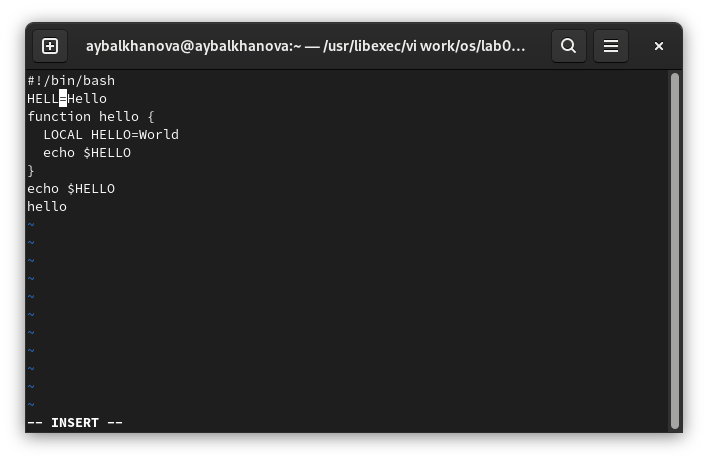 aybalkhanova@aybalkhanova:~ — /usr/libexec/vi work/os/lab0…
#!/bin/bash
HELL=Hello
function hello {
  LOCAL HELLO=World
  echo $HELLO
}
echo $HELLO
hello
~
~
~
~
~
~
~
~
~
~
~
-- INSERT --